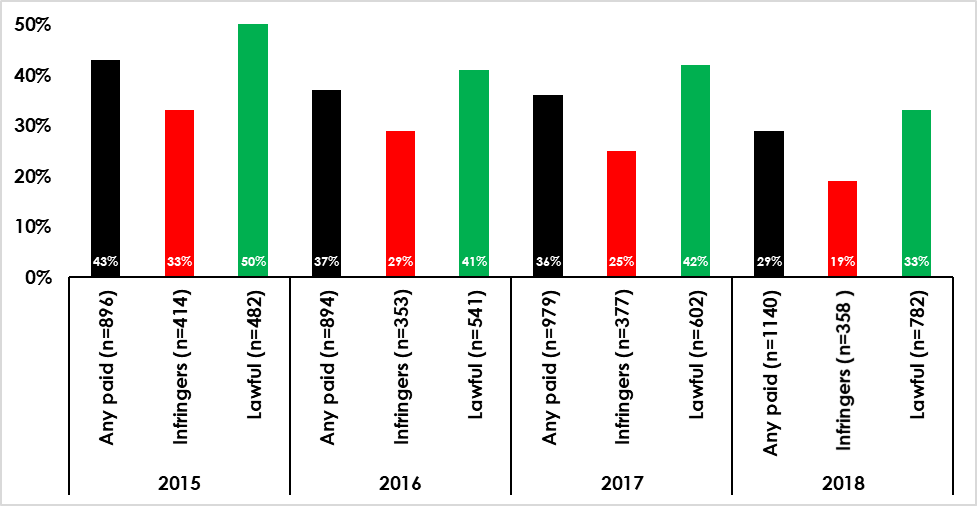 50%
40%
30%
20%
10%
0%
43%
33%
50%
37%
29%
41%
36%
25%
42%
29%
19%
33%
Any paid (n=896)
Infringers (n=414)
Lawful (n=482)
Any paid (n=894)
Infringers (n=353)
Lawful (n=541)
Any paid (n=979)
Infringers (n=377)
Lawful (n=602)
Any paid (n=1140)
Infringers (n=358 )
Lawful (n=782)
2015
2016
2017
2018